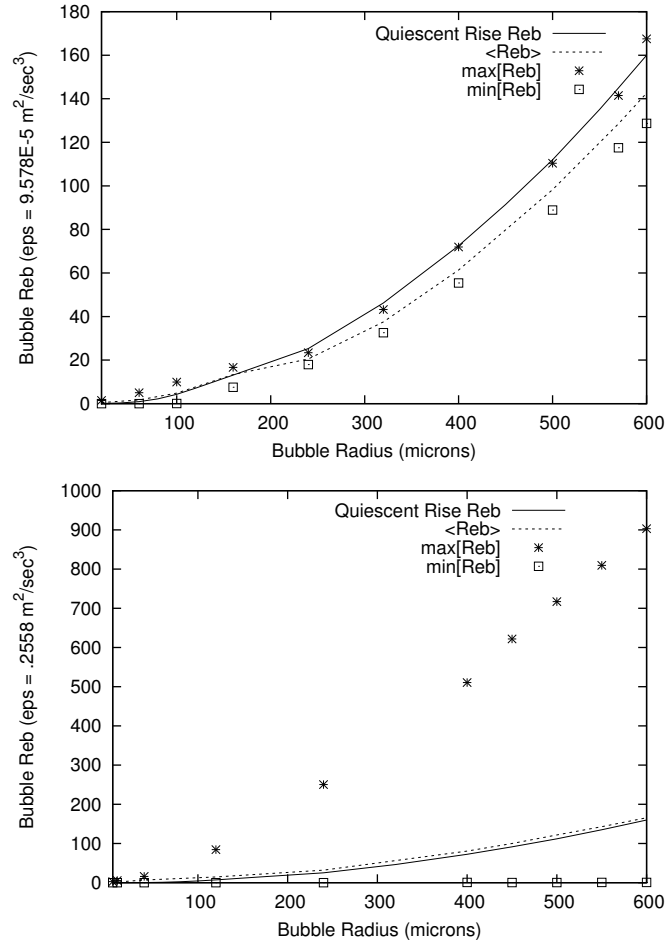 180
160
140
120
100
80
60
40
20
0
Bubble Reb (eps = 9.578E-5 m²/sec³)
Quiescent Rise Reb
<Reb>
max[Reb]
min[Reb]
100 200 300 400 500 600
Bubble Radius (microns)
1000
900
800
700
600
500
400
300
200
100
0
Bubble Reb (eps = .2558 m²/sec³)
Quiescent Rise Reb
<Reb>
max[Reb]
min[Reb]
100 200 300 400 500 600
Bubble Radius (microns)